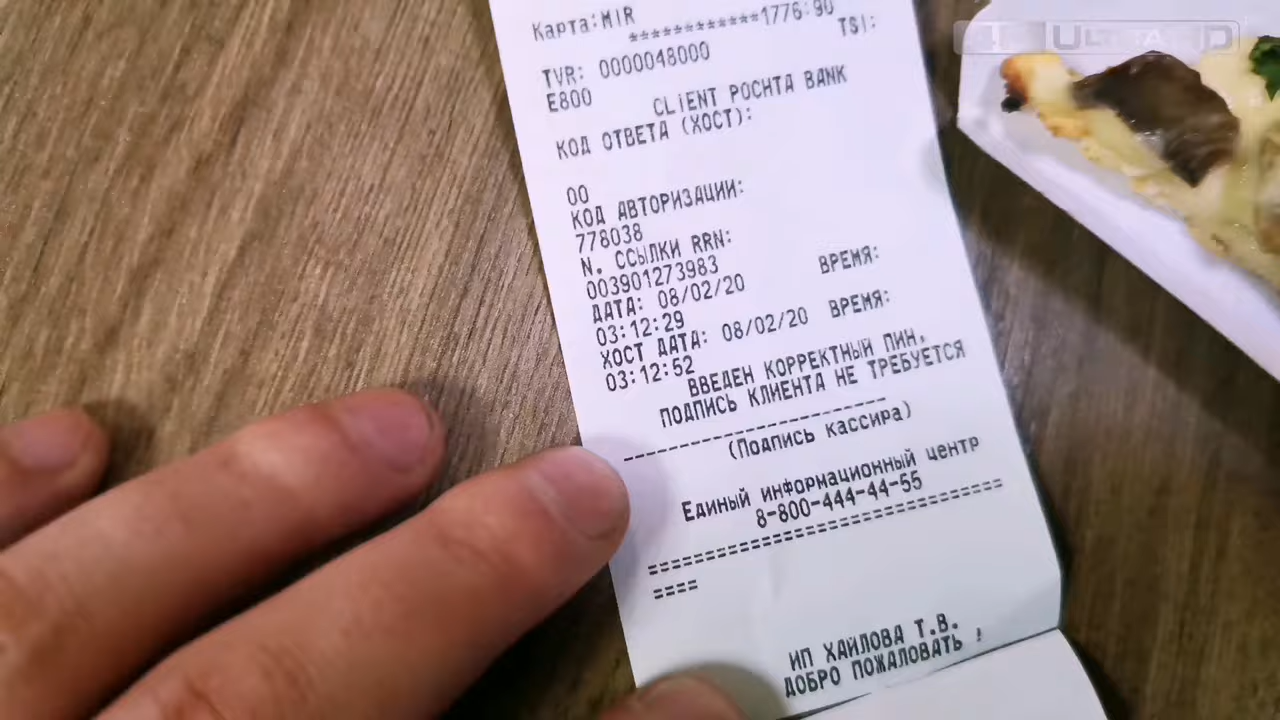 Карта:MIR
************1776:90
TVR: 0000048000 TSI:
E800
CLiENT POCHTA BANK
КОД ОТВЕТА (ХОСТ):
00
КОД АВТОРИЗАЦИИ:
778038
N. ССЫЛКИ RRN:
003901273983
ДАТА: 08/02/20 ВРЕМЯ:
03:12:29
ХОСТ ДАТА: 08/02/20 ВРЕМЯ:
03:12:52
ВВЕДЕН КОРРЕКТНЫЙ ПИН,
ПОДПИСЬ КЛИЕНТА НЕ ТРЕБУЕТСЯ
(Подпись кассира)
Единый информационный центр
8-800-444-44-55
==============================
====
ИП ХАЙЛОВА Т.В.
ДОБРО ПОЖАЛОВАТЬ !
4K ULTRA HD